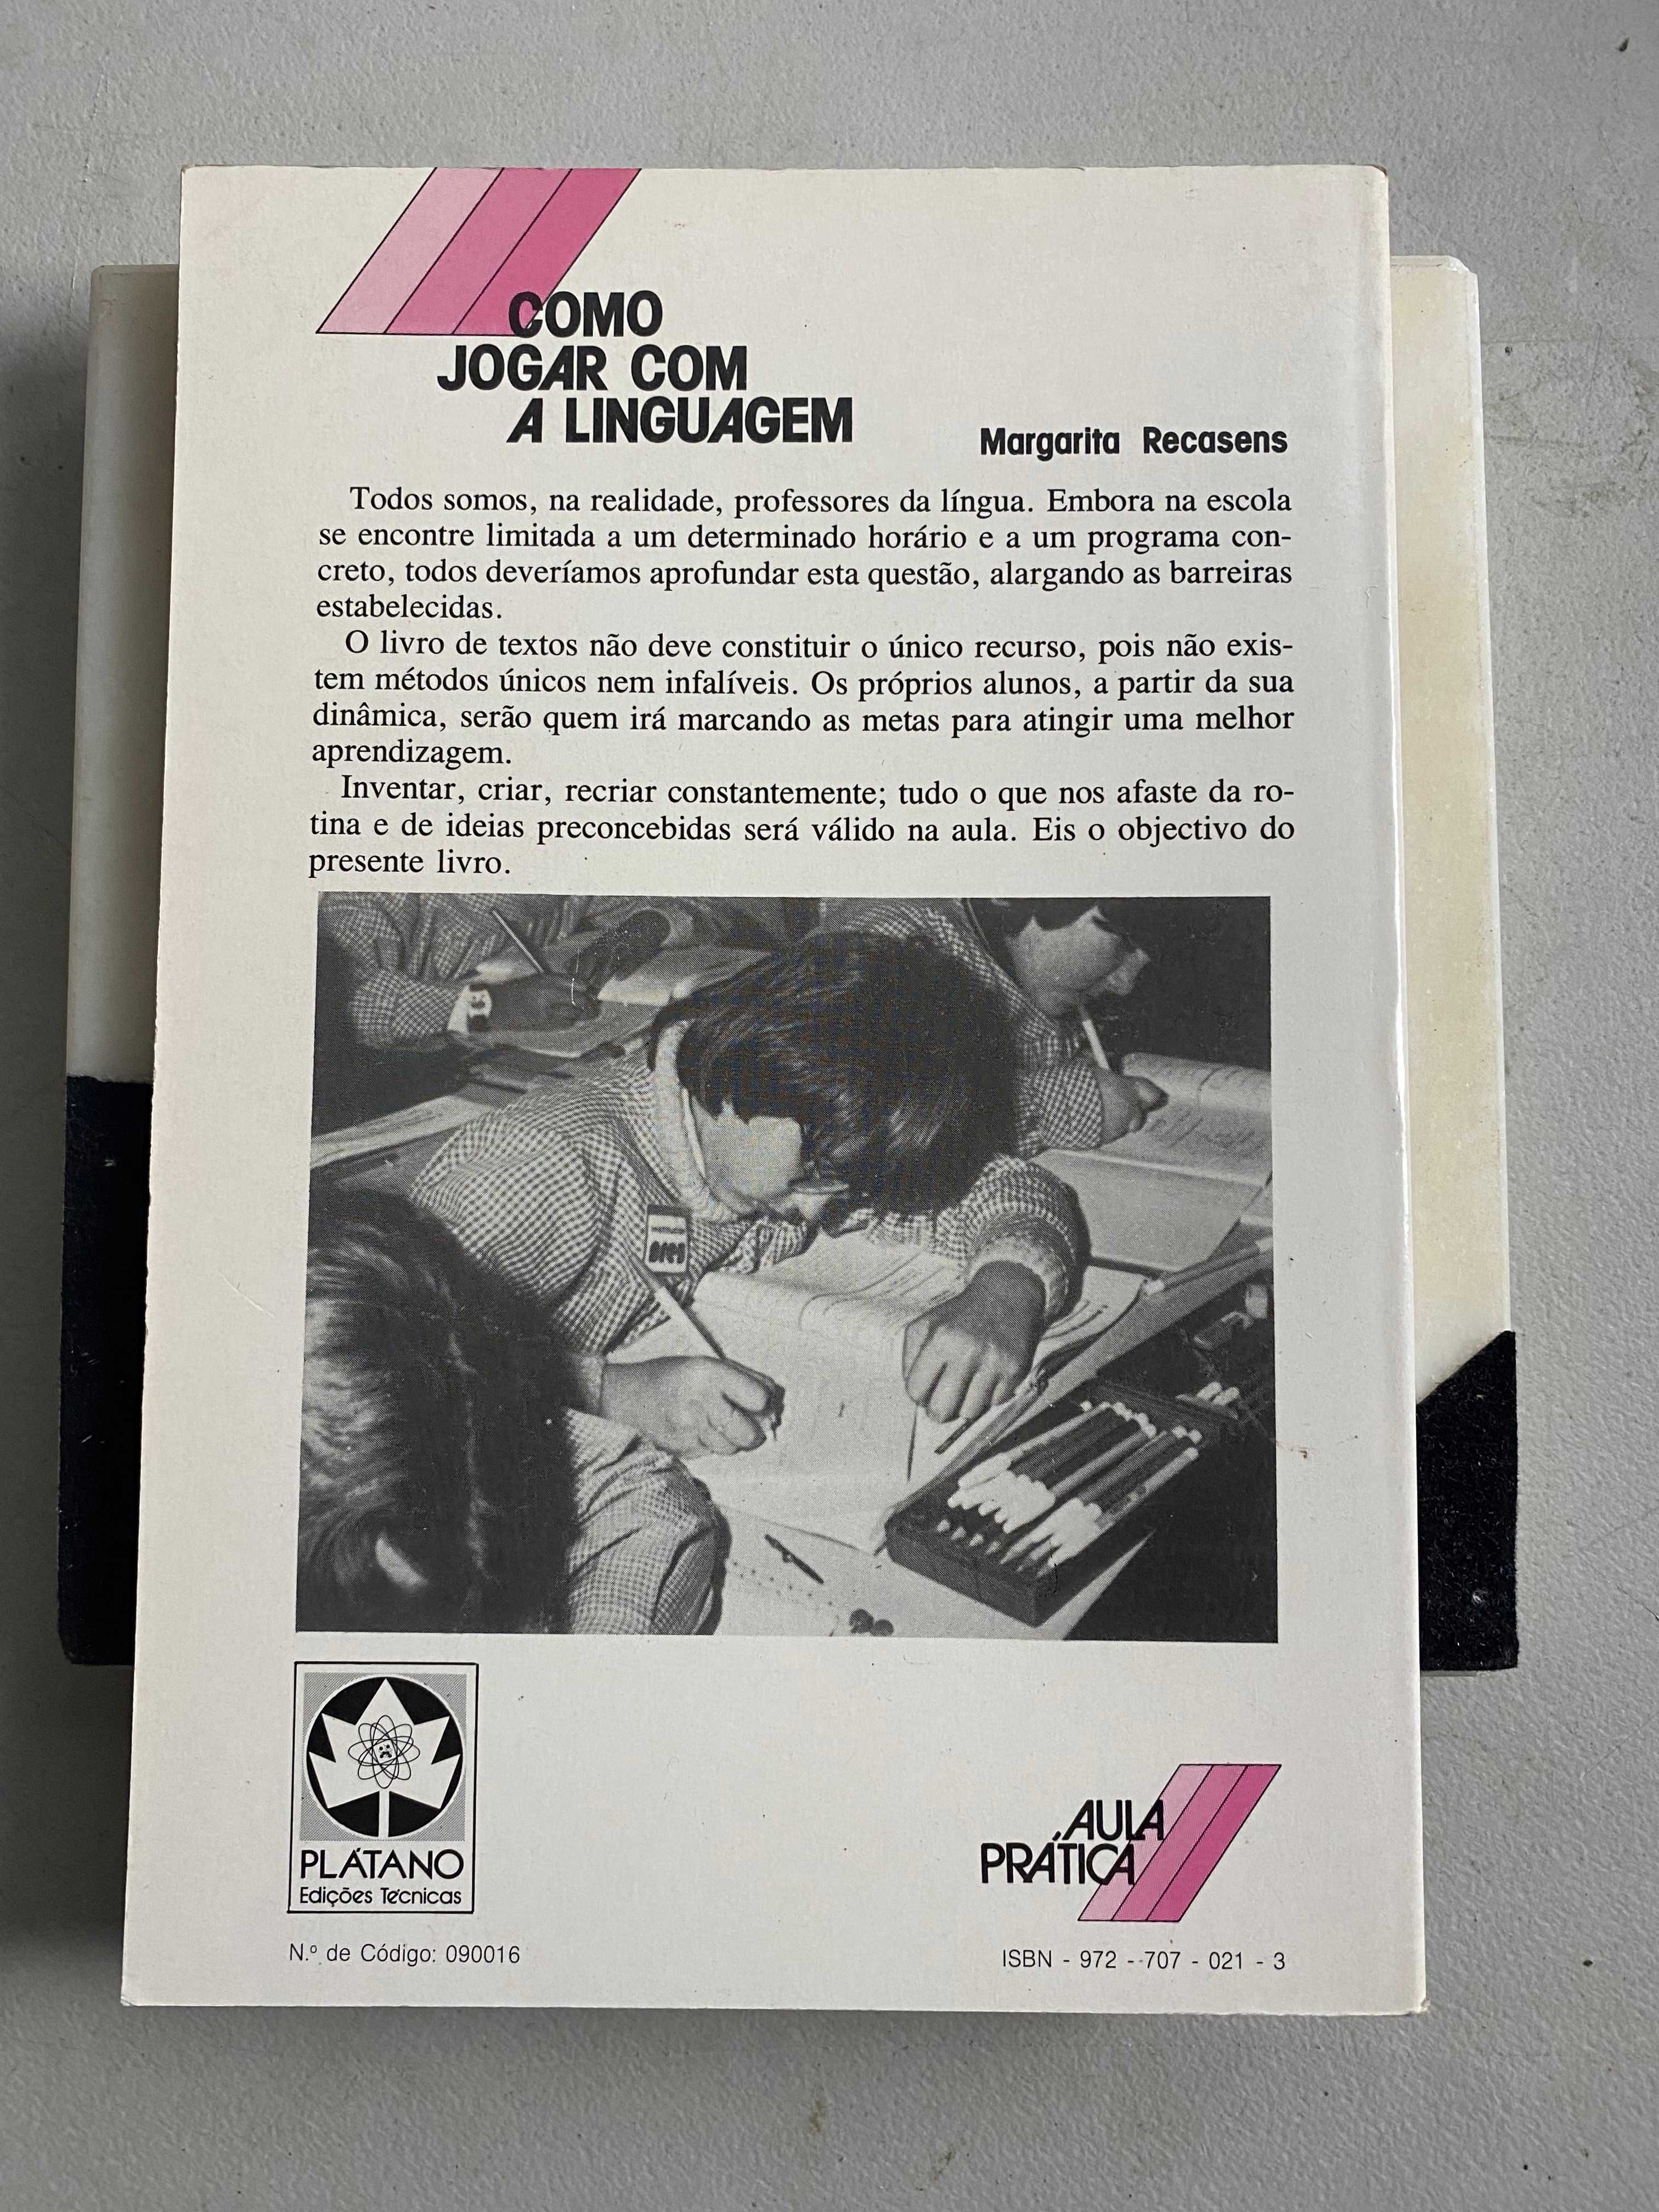 COMO
JOGAR COM
A LINGUAGEM
Margarita Recasens
Todos somos, na realidade, professores da língua. Embora na escola
se encontre limitada a um determinado horário e a um programa con-
creto, todos deveríamos aprofundar esta questão, alargando as barreiras
estabelecidas.
O livro de textos não deve constituir o único recurso, pois não exis-
tem métodos únicos nem infalíveis. Os próprios alunos, a partir da sua
dinâmica, serão quem irá marcando as metas para atingir uma melhor
aprendizagem.
Inventar, criar, recriar constantemente; tudo o que nos afaste da ro-
tina e de ideias preconcebidas será válido na aula. Eis o objectivo do
presente livro.
PLÁTANO
Edições Técnicas
AULA
PRÁTICA
N.º de Código: 090016
ISBN - 972 - 707 - 021 - 3